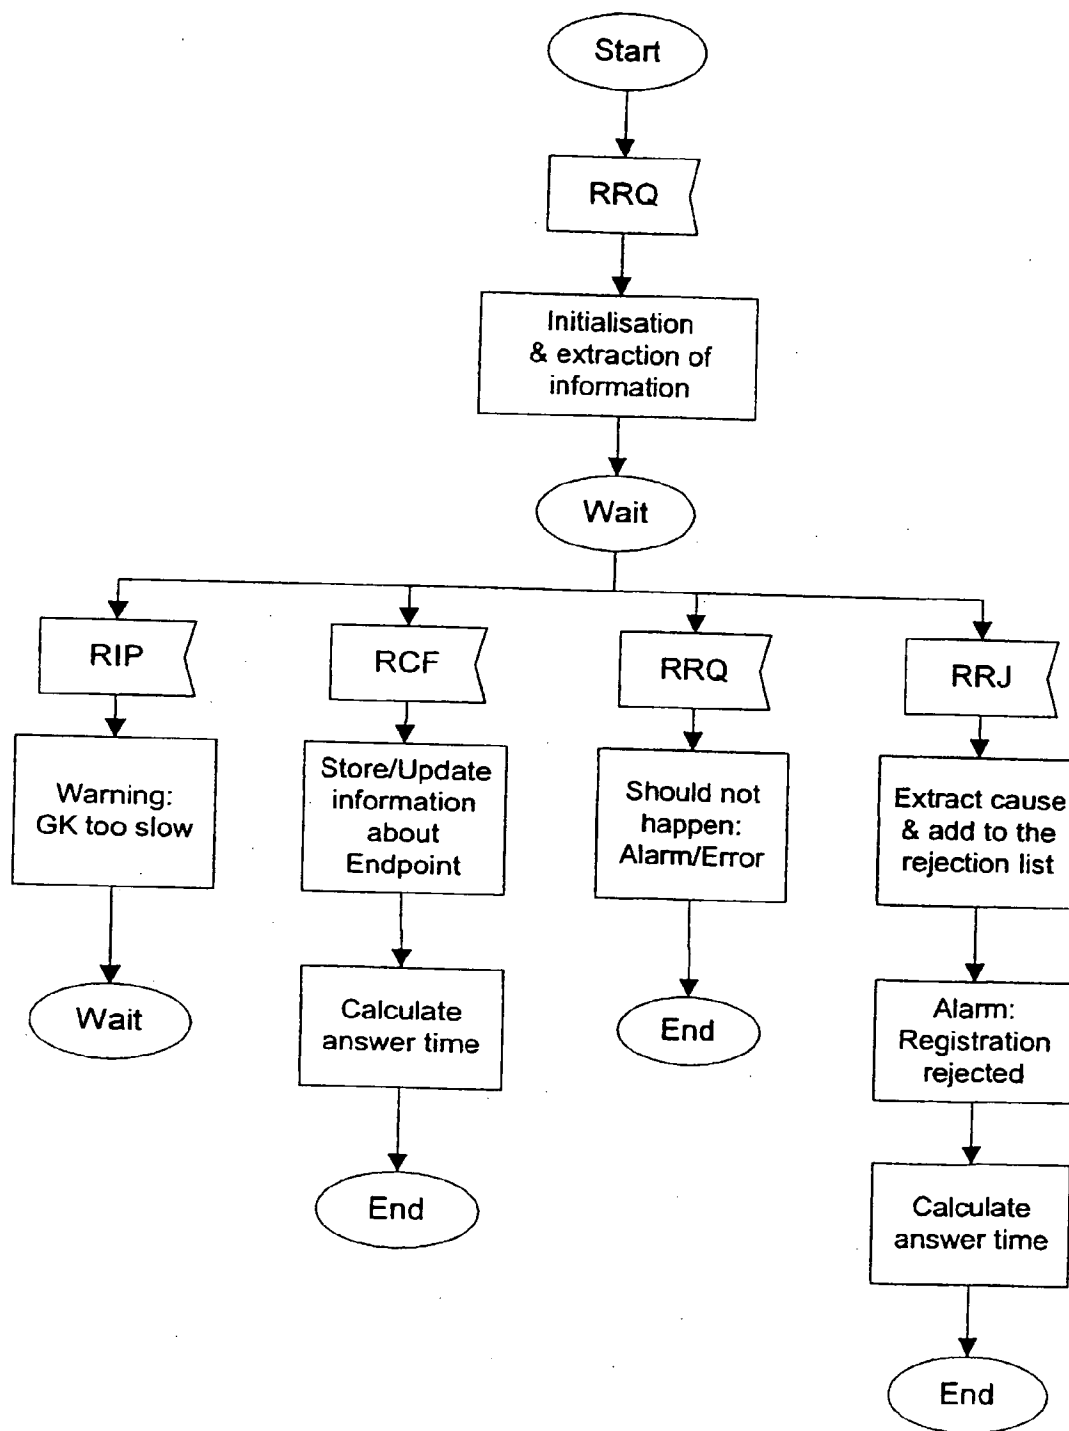 Start
RRQ
Initialisation
& extraction of
information
Wait
RIP
RCF
RRQ
RRJ
Warning:
GK too slow
Store/Update
information
about
Endpoint
Should not
happen:
Alarm/Error
Extract cause
& add to the
rejection list
Wait
Calculate
answer time
End
Alarm:
Registration
rejected
End
Calculate
answer time
End